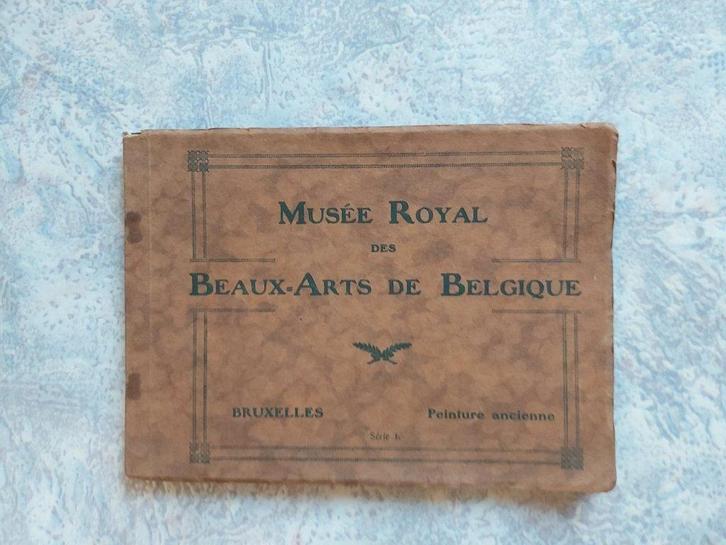 Musée Royal
des
Beaux-Arts de Belgique
BRUXELLES
Peinture ancienne
Série